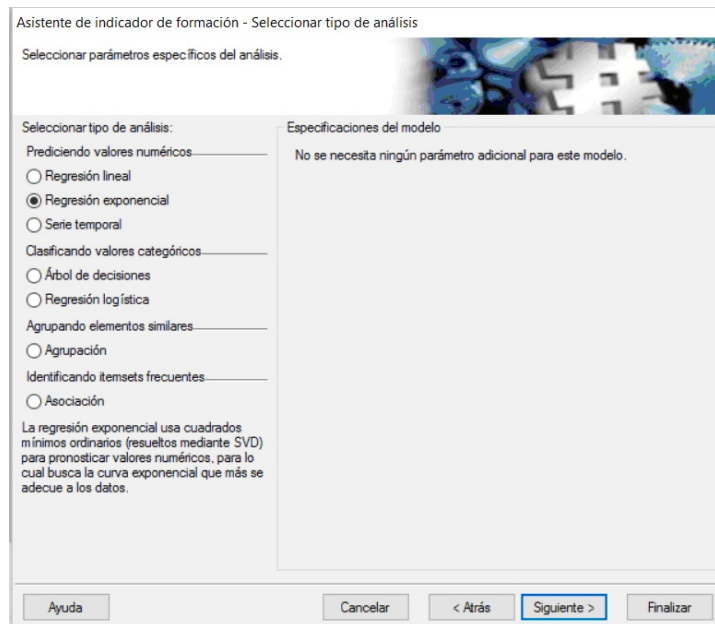 Asistente de indicador de formación - Seleccionar tipo de análisis
Seleccionar parámetros específicos del análisis.
Seleccionar tipo de análisis:
Prediciendo valores numéricos
Regresión lineal
Regresión exponencial
Serie temporal
Clasificando valores categóricos
Árbol de decisiones
Regresión logística
Agrupando elementos similares
Agrupación
Identificando itemsets frecuentes
Asociación
La regresión exponencial usa cuadrados
mínimos ordinarios (resueltos mediante SVD)
para pronosticar valores numéricos, para lo
cual busca la curva exponencial que más se
adecue a los datos.
Especificaciones del modelo
No se necesita ningún parámetro adicional para este modelo.
Ayuda
Cancelar
< Atrás
Siguiente >
Finalizar